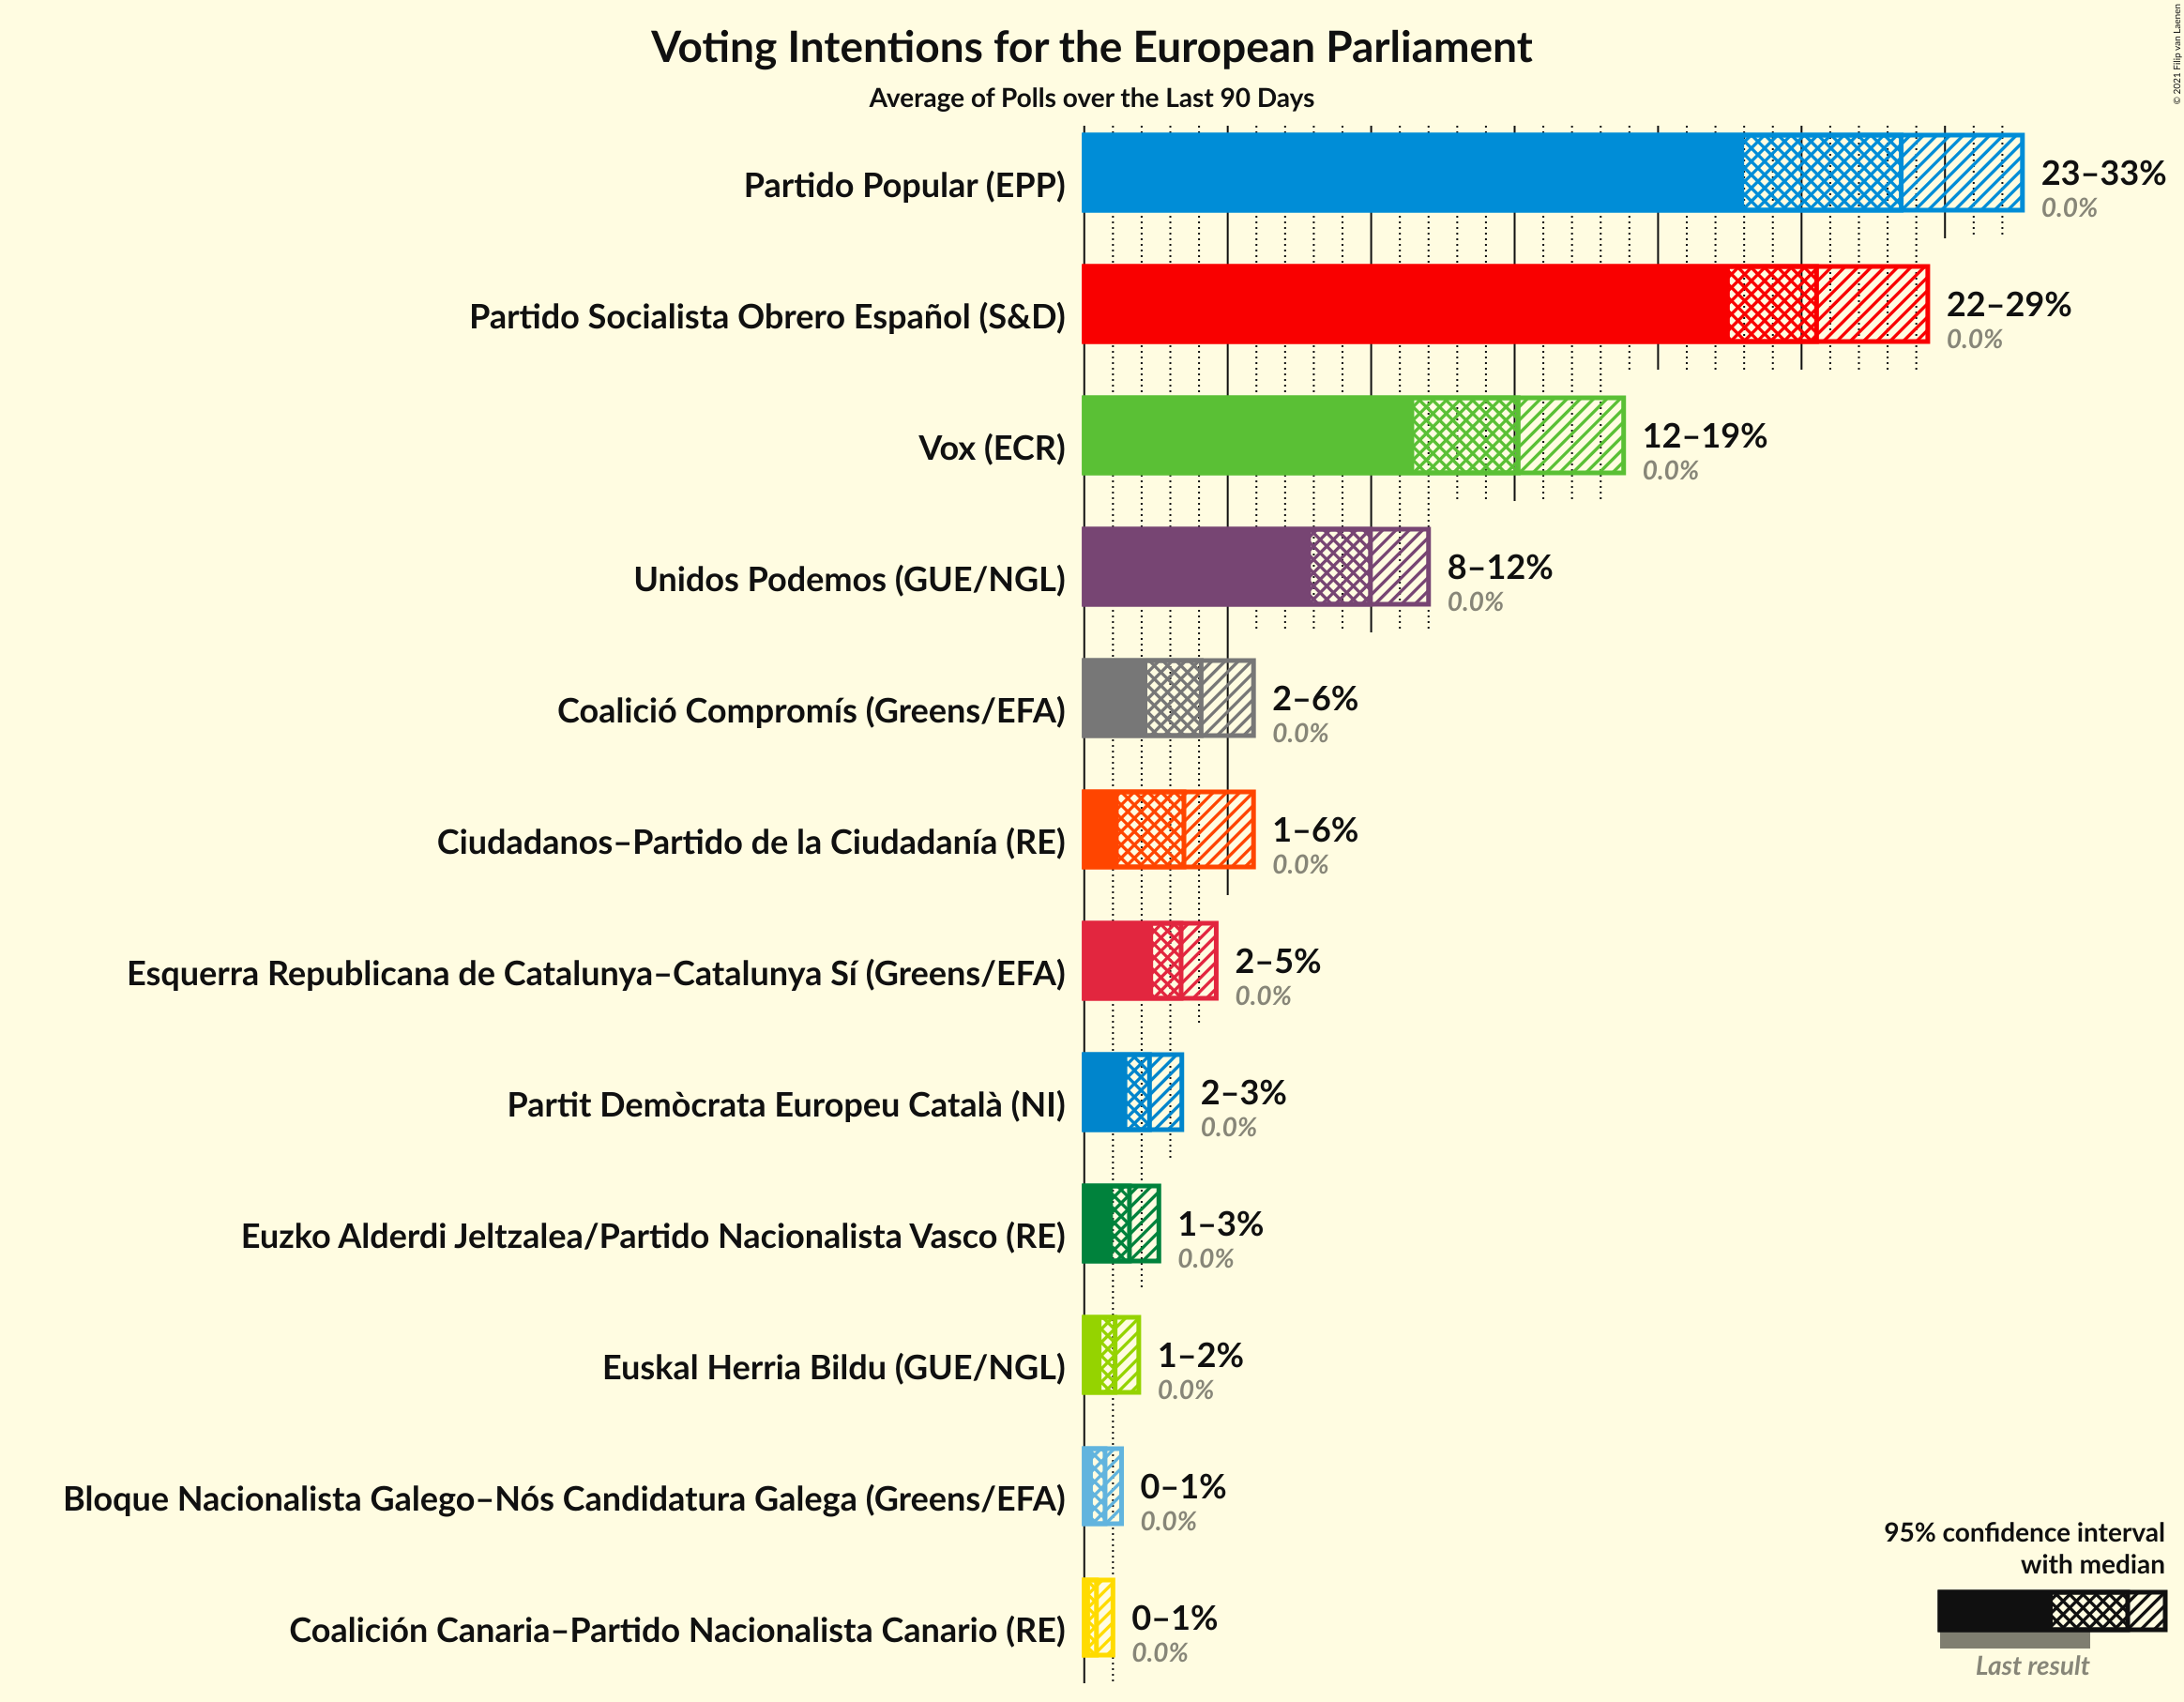 Voting Intentions for the European Parliament
Average of Polls over the Last 90 Days
© 2021 Filip van Laenen
Partido Popular (EPP)
23–33%
0.0%
Partido Socialista Obrero Español (S&D)
22–29%
0.0%
Vox (ECR)
12–19%
0.0%
Unidos Podemos (GUE/NGL)
8–12%
0.0%
Coalició Compromís (Greens/EFA)
2–6%
0.0%
Ciudadanos–Partido de la Ciudadanía (RE)
1–6%
0.0%
Esquerra Republicana de Catalunya–Catalunya Sí (Greens/EFA)
2–5%
0.0%
Partit Demòcrata Europeu Català (NI)
2–3%
0.0%
Euzko Alderdi Jeltzalea/Partido Nacionalista Vasco (RE)
1–3%
0.0%
Euskal Herria Bildu (GUE/NGL)
1–2%
0.0%
Bloque Nacionalista Galego–Nós Candidatura Galega (Greens/EFA)
0–1%
0.0%
Coalición Canaria–Partido Nacionalista Canario (RE)
0–1%
0.0%
95% confidence interval
with median
Last result